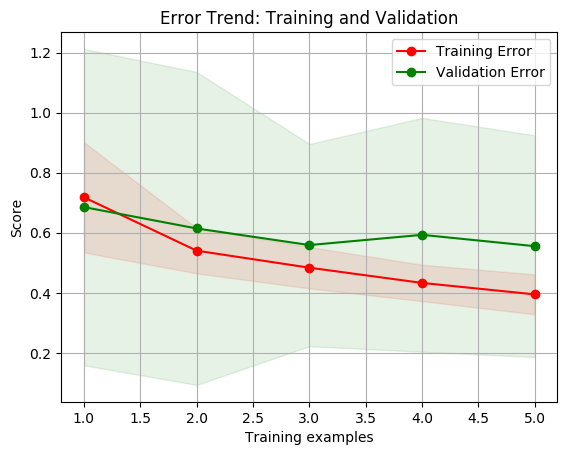 Error Trend: Training and Validation
Training Error
Validation Error
1.2
1.0
0.8
0.6
0.4
0.2
Score
1.0 1.5 2.0 2.5 3.0 3.5 4.0 4.5 5.0
Training examples